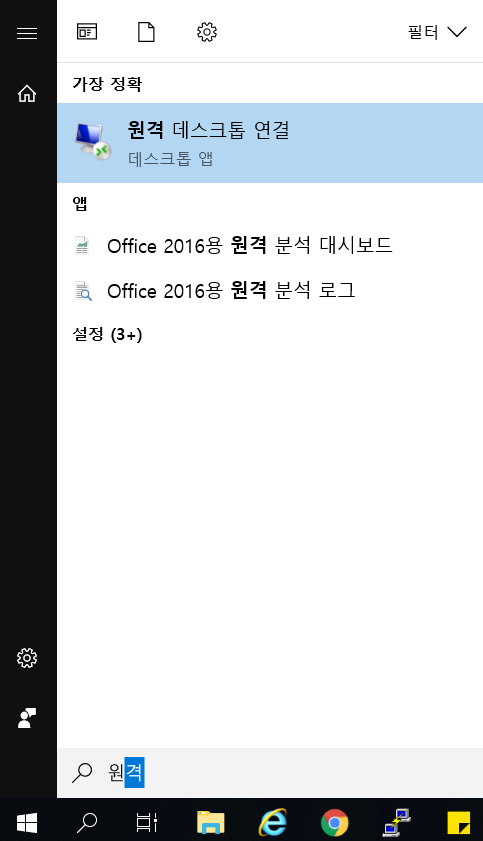 필터
가장 정확
원격 데스크톱 연결
데스크톱 앱
앱
Office 2016용 원격 분석 대시보드
Office 2016용 원격 분석 로그
설정 (3+)
원격